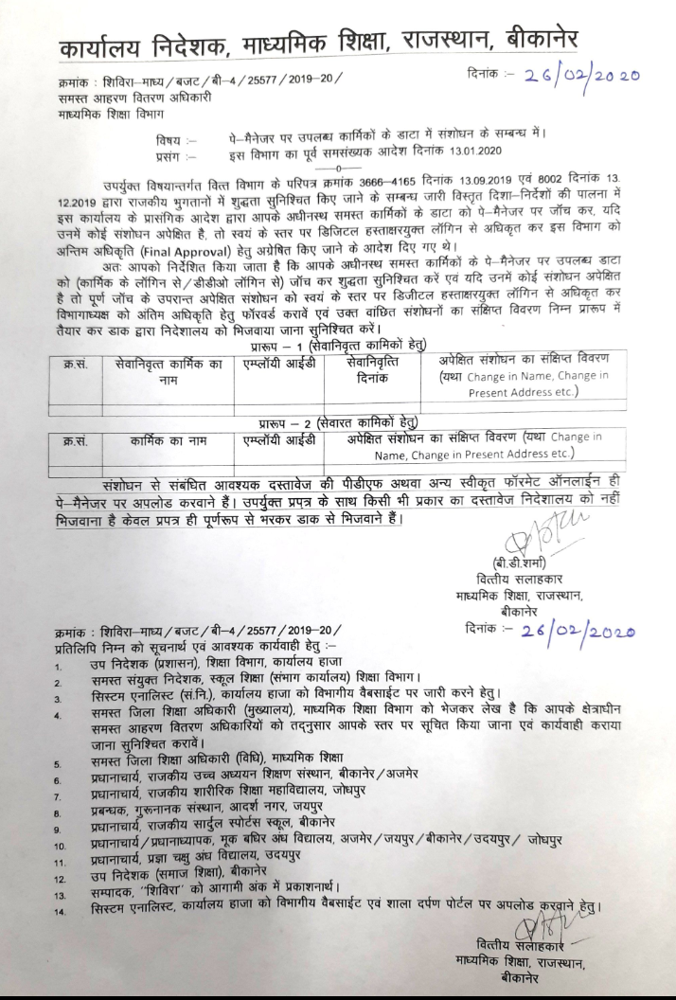 कार्यालय निदेशक, माध्यमिक शिक्षा, राजस्थान, बीकानेर
क्रमांक : शिविरा–माध्य/बजट/बी–4/25577/2019–20/ दिनांक :– 26/02/2020
समस्त आहरण वितरण अधिकारी
माध्यमिक शिक्षा विभाग
विषय :– पे–मैनेजर पर उपलब्ध कार्मिकों के डाटा में संशोधन के सम्बन्ध में।
प्रसंग :– इस विभाग का पूर्व समसंख्यक आदेश दिनांक 13.01.2020
—0—
उपर्युक्त विषयान्तर्गत वित्त विभाग के परिपत्र क्रमांक 3666–4165 दिनांक 13.09.2019 एवं 8002 दिनांक 13.
12.2019 द्वारा राजकीय भुगतानों में शुद्धता सुनिश्चित किए जाने के सम्बन्ध जारी विस्तृत दिशा–निर्देशों की पालना में
इस कार्यालय के प्रासंगिक आदेश द्वारा आपके अधीनस्थ समस्त कार्मिकों के डाटा को पे–मैनेजर पर जाँच कर, यदि
उनमें कोई संशोधन अपेक्षित है, तो स्वयं के स्तर पर डिजिटल हस्ताक्षरयुक्त लॉगिन से अधिकृत कर इस विभाग को
अन्तिम अधिकृति (Final Approval) हेतु अग्रेषित किए जाने के आदेश दिए गए थे।
अतः आपको निर्देशित किया जाता है कि आपके अधीनस्थ समस्त कार्मिकों के पे–मैनेजर पर उपलब्ध डाटा
को (कार्मिक के लॉगिन से/डीडीओ लॉगिन से) जाँच कर शुद्धता सुनिश्चित करें एवं यदि उनमें कोई संशोधन अपेक्षित
है तो पूर्ण जाँच के उपरान्त अपेक्षित संशोधन को स्वयं के स्तर पर डिजीटल हस्ताक्षरयुक्त लॉगिन से अधिकृत कर
विभागाध्यक्ष को अंतिम अधिकृति हेतु फॉरवर्ड करावें एवं उक्त वांछित संशोधनों का संक्षिप्त विवरण निम्न प्रारूप में
तैयार कर डाक द्वारा निदेशालय को भिजवाया जाना सुनिश्चित करें।
प्रारूप – 1 (सेवानिवृत्त कामिकों हेतु)
क्र.सं. सेवानिवृत्त कार्मिक का एम्प्लॉयी आईडी सेवानिवृत्ति अपेक्षित संशोधन का संक्षिप्त विवरण
नाम दिनांक (यथा Change in Name, Change in
Present Address etc.)
प्रारूप – 2 (सेवारत कामिकों हेतु)
क्र.सं. कार्मिक का नाम एम्प्लॉयी आईडी अपेक्षित संशोधन का संक्षिप्त विवरण (यथा Change in
Name, Change in Present Address etc.)
संशोधन से संबंधित आवश्यक दस्तावेज की पीडीएफ अथवा अन्य स्वीकृत फॉरमेट ऑनलाईन ही
पे–मैनेजर पर अपलोड करवाने हैं। उपर्युक्त प्रपत्र के साथ किसी भी प्रकार का दस्तावेज निदेशालय को नहीं
भिजवाना है केवल प्रपत्र ही पूर्णरूप से भरकर डाक से भिजवाने हैं।
(बी.डी.शर्मा)
वित्तीय सलाहकार
माध्यमिक शिक्षा, राजस्थान,
बीकानेर
क्रमांक : शिविरा–माध्य/बजट/बी–4/25577/2019–20/ दिनांक :– 26/02/2020
प्रतिलिपि निम्न को सूचनार्थ एवं आवश्यक कार्यवाही हेतु :–
1. उप निदेशक (प्रशासन), शिक्षा विभाग, कार्यालय हाजा
2. समस्त संयुक्त निदेशक, स्कूल शिक्षा (संभाग कार्यालय) शिक्षा विभाग।
3. सिस्टम एनालिस्ट (सं.नि.), कार्यालय हाजा को विभागीय वैबसाईट पर जारी करने हेतु।
4. समस्त जिला शिक्षा अधिकारी (मुख्यालय), माध्यमिक शिक्षा विभाग को भेजकर लेख है कि आपके क्षेत्राधीन
समस्त आहरण वितरण अधिकारियों को तद्नुसार आपके स्तर पर सूचित किया जाना एवं कार्यवाही कराया
जाना सुनिश्चित करावें।
5. समस्त जिला शिक्षा अधिकारी (विधि), माध्यमिक शिक्षा
6. प्रधानाचार्य, राजकीय उच्च अध्ययन शिक्षण संस्थान, बीकानेर/अजमेर
7. प्रधानाचार्य, राजकीय शारीरिक शिक्षा महाविद्यालय, जोधपुर
8. प्रबन्धक, गुरूनानक संस्थान, आदर्श नगर, जयपुर
9. प्रधानाचार्य, राजकीय सार्दुल स्पोर्टस स्कूल, बीकानेर
10. प्रधानाचार्य/प्रधानाध्यापक, मूक बधिर अंध विद्यालय, अजमेर/जयपुर/बीकानेर/उदयपुर/ जोधपुर
11. प्रधानाचार्य, प्रज्ञा चक्षु अंध विद्यालय, उदयपुर
12. उप निदेशक (समाज शिक्षा), बीकानेर
13. सम्पादक, ''शिविरा'' को आगामी अंक में प्रकाशनार्थ।
14. सिस्टम एनालिस्ट, कार्यालय हाजा को विभागीय वैबसाईट एवं शाला दर्पण पोर्टल पर अपलोड करवाने हेतु।
वित्तीय सलाहकार
माध्यमिक शिक्षा, राजस्थान,
बीकानेर